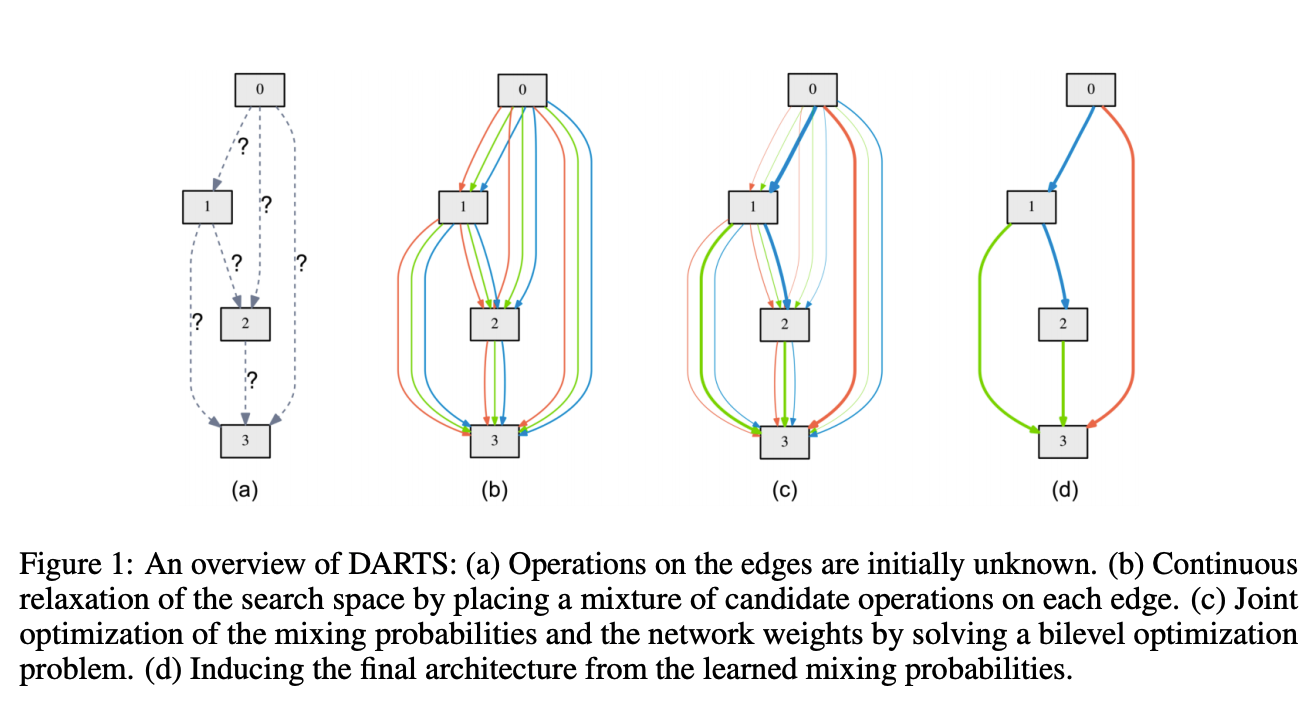 0 0 0 0
?
1 1 1 1
?
? ?
? 2 2 2 2
?
3 3 3 3
(a) (b) (c) (d)
Figure 1: An overview of DARTS: (a) Operations on the edges are initially unknown. (b) Continuous
relaxation of the search space by placing a mixture of candidate operations on each edge. (c) Joint
optimization of the mixing probabilities and the network weights by solving a bilevel optimization
problem. (d) Inducing the final architecture from the learned mixing probabilities.